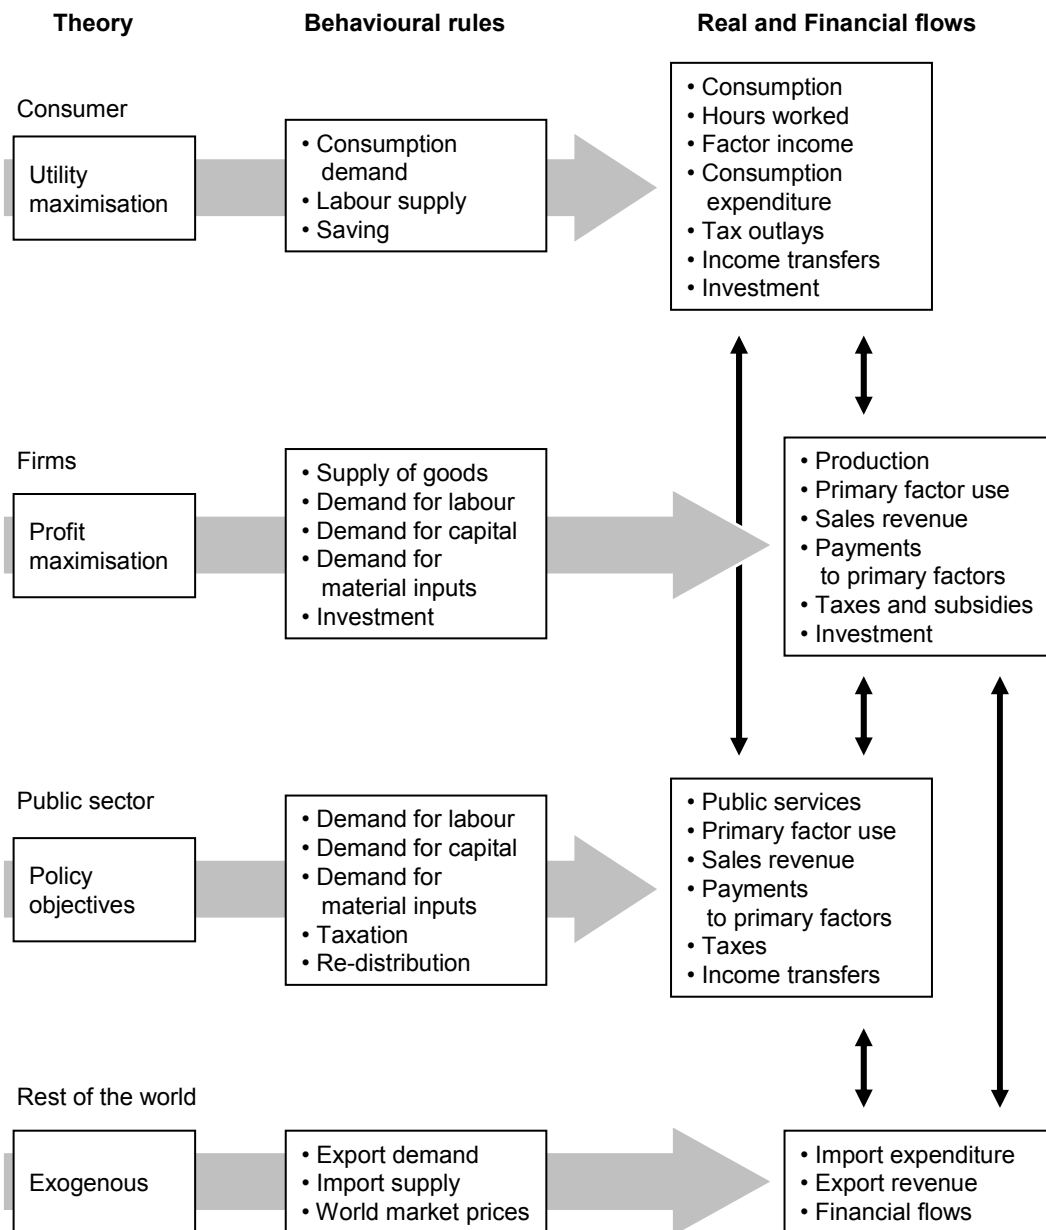 Theory
Behavioural rules
Real and Financial flows
Consumer
Utility
maximisation
• Consumption
demand
• Labour supply
• Saving
• Consumption
• Hours worked
• Factor income
• Consumption
expenditure
• Tax outlays
• Income transfers
• Investment
Firms
Profit
maximisation
• Supply of goods
• Demand for labour
• Demand for capital
• Demand for
material inputs
• Investment
• Production
• Primary factor use
• Sales revenue
• Payments
to primary factors
• Taxes and subsidies
• Investment
Public sector
Policy
objectives
• Demand for labour
• Demand for capital
• Demand for
material inputs
• Taxation
• Re-distribution
• Public services
• Primary factor use
• Sales revenue
• Payments
to primary factors
• Taxes
• Income transfers
Rest of the world
Exogenous
• Export demand
• Import supply
• World market prices
• Import expenditure
• Export revenue
• Financial flows